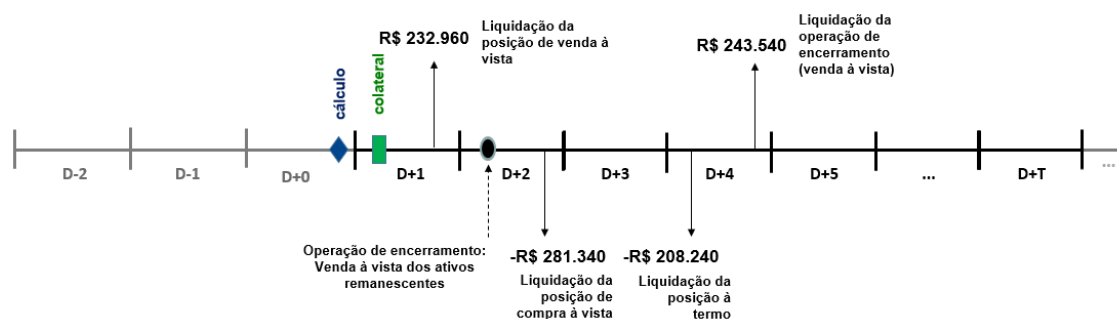 R$ 232.960
Liquidação da
posição de venda à
vista
R$ 243.540
Liquidação da
operação de
encerramento
(venda à vista)
cálculo
colateral
D-2
D-1
D+0
D+1
D+2
D+3
D+4
D+5
...
D+T
...
Operação de encerramento:
Venda à vista dos ativos
remanescentes
-R$ 281.340
Liquidação da
posição de
compra à vista
-R$ 208.240
Liquidação da
posição à
termo